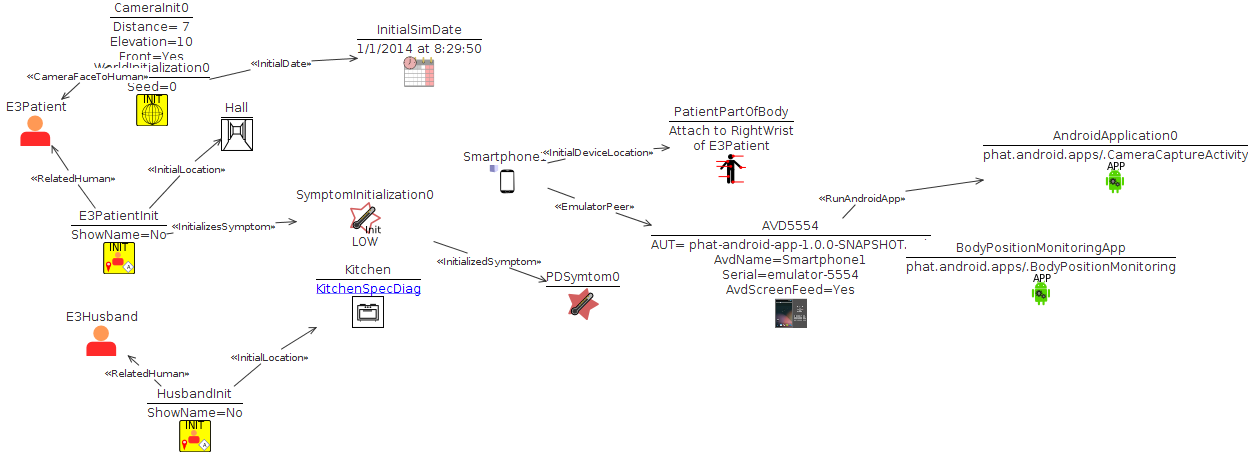 CameraInit0
Distance= 7
Elevation=10
Front=Yes
WorldInitialization0
Seed=0
INIT
«CameraFaceToHuman»
«InitialDate»
InitialSimDate
1/1/2014 at 8:29:50
E3Patient
Hall
«InitialLocation»
«RelatedHuman»
E3PatientInit
ShowName=No
INIT
A
«InitializesSymptom»
SymptomInitialization0
Init
LOW
«InitializedSymptom»
PDSymtom0
Kitchen
KitchenSpecDiag
E3Husband
«RelatedHuman»
«InitialLocation»
HusbandInit
ShowName=No
INIT
A
Smartphone
«InitialDeviceLocation»
PatientPartOfBody
Attach to RightWrist
of E3Patient
«EmulatorPeer»
AVD5554
AUT= phat-android-app-1.0.0-SNAPSHOT.
AvdName=Smartphone1
Serial=emulator-5554
AvdScreenFeed=Yes
«RunAndroidApp»
AndroidApplication0
phat.android.apps/.CameraCaptureActivity
APP
BodyPositionMonitoringApp
phat.android.apps/.BodyPositionMonitoring
APP